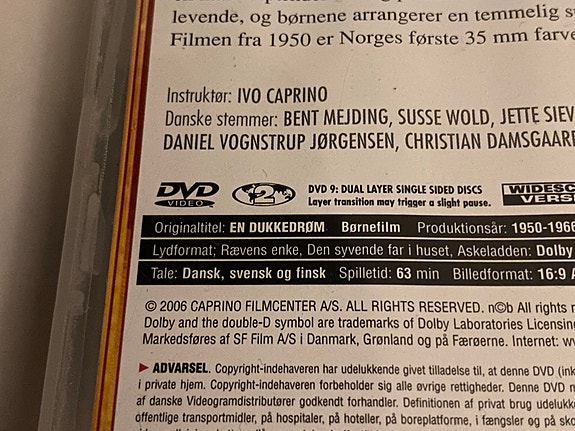 levende, og børnene arrangerer en temmelig
Filmen fra 1950 er Norges første 35 mm
Instruktør: IVO CAPRINO
Danske stemmer: BENT MEJDING, SUSSE WOLD, JETTE
DANIEL VOGNSTRUP JØRGENSEN, CHRISTIAN
DVD VIDEO 2 DVD 9: DUAL LAYER SINGLE SIDED DISCS
Layer transition may trigger a slight pause.
Originaltitel: EN DUKKEDRØM Børnefilm Produktionsår: 1950-1966
Lydformat; Rævens enke, Den syvende far i huset, Askeladden: Dolby
Tale: Dansk, svensk og finsk Spilletid: 63 min Billedformat: 16:9
© 2006 CAPRINO FILMCENTER A/S. ALL RIGHTS RESERVED. n©b All rights
Dolby and the double-D symbol are trademarks of Dolby Laboratories
Markedsføres af SF Film A/S i Danmark, Grønland og på Færøerne. Internet:
► ADVARSEL. Copyright-indehaveren har udelukkende givet tilladelse til, at denne DVD
i private hjem. Copyright-indehaveren forbeholder sig alle øvrige rettigheder. Denne DVD
af danske Videogramdistributører godkendt forhandler. Definitionen af privat brug
offentlige transportmidler, på hospitaler, på hoteller, på boreplatforme, i fængsler og på